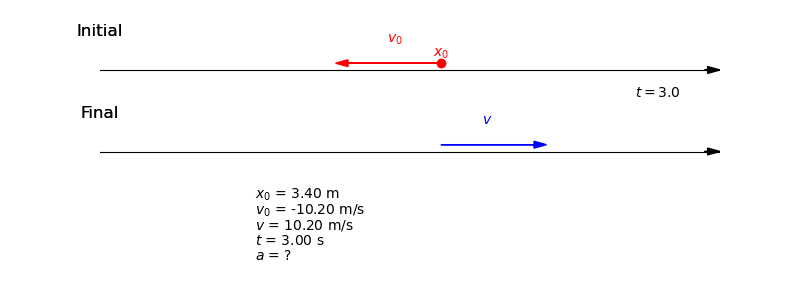 Initial
v₀
x₀
t = 3.0
Final
v
x₀ = 3.40 m
v₀ = -10.20 m/s
v = 10.20 m/s
t = 3.00 s
a = ?